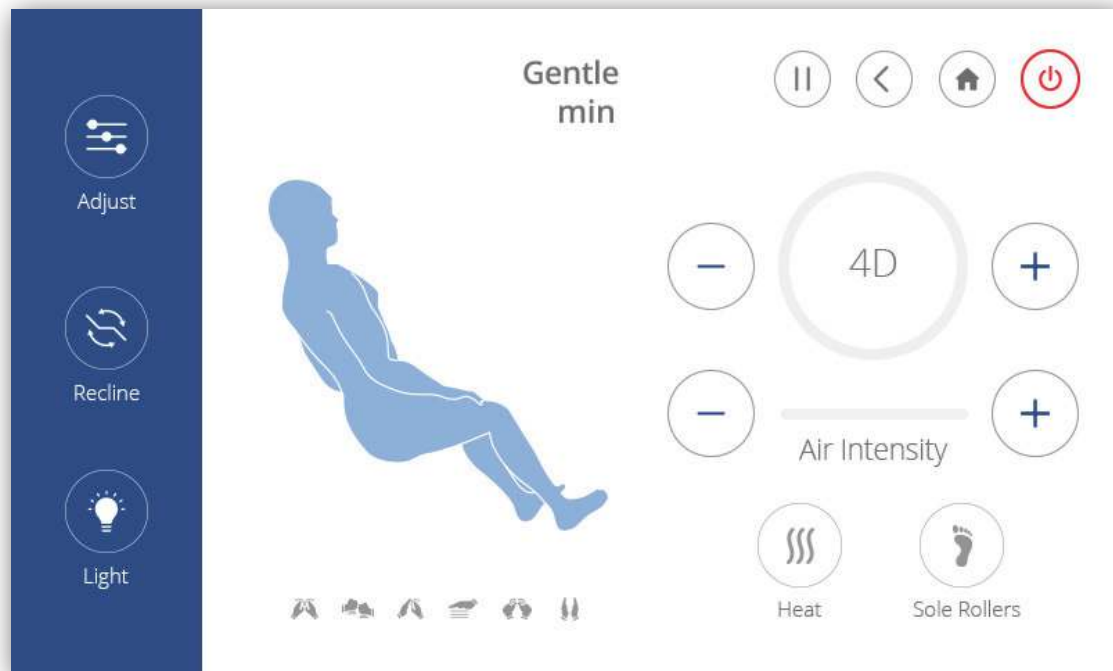 Gentle
min
Adjust
Recline
Light
4D
Air Intensity
Heat
Sole Rollers